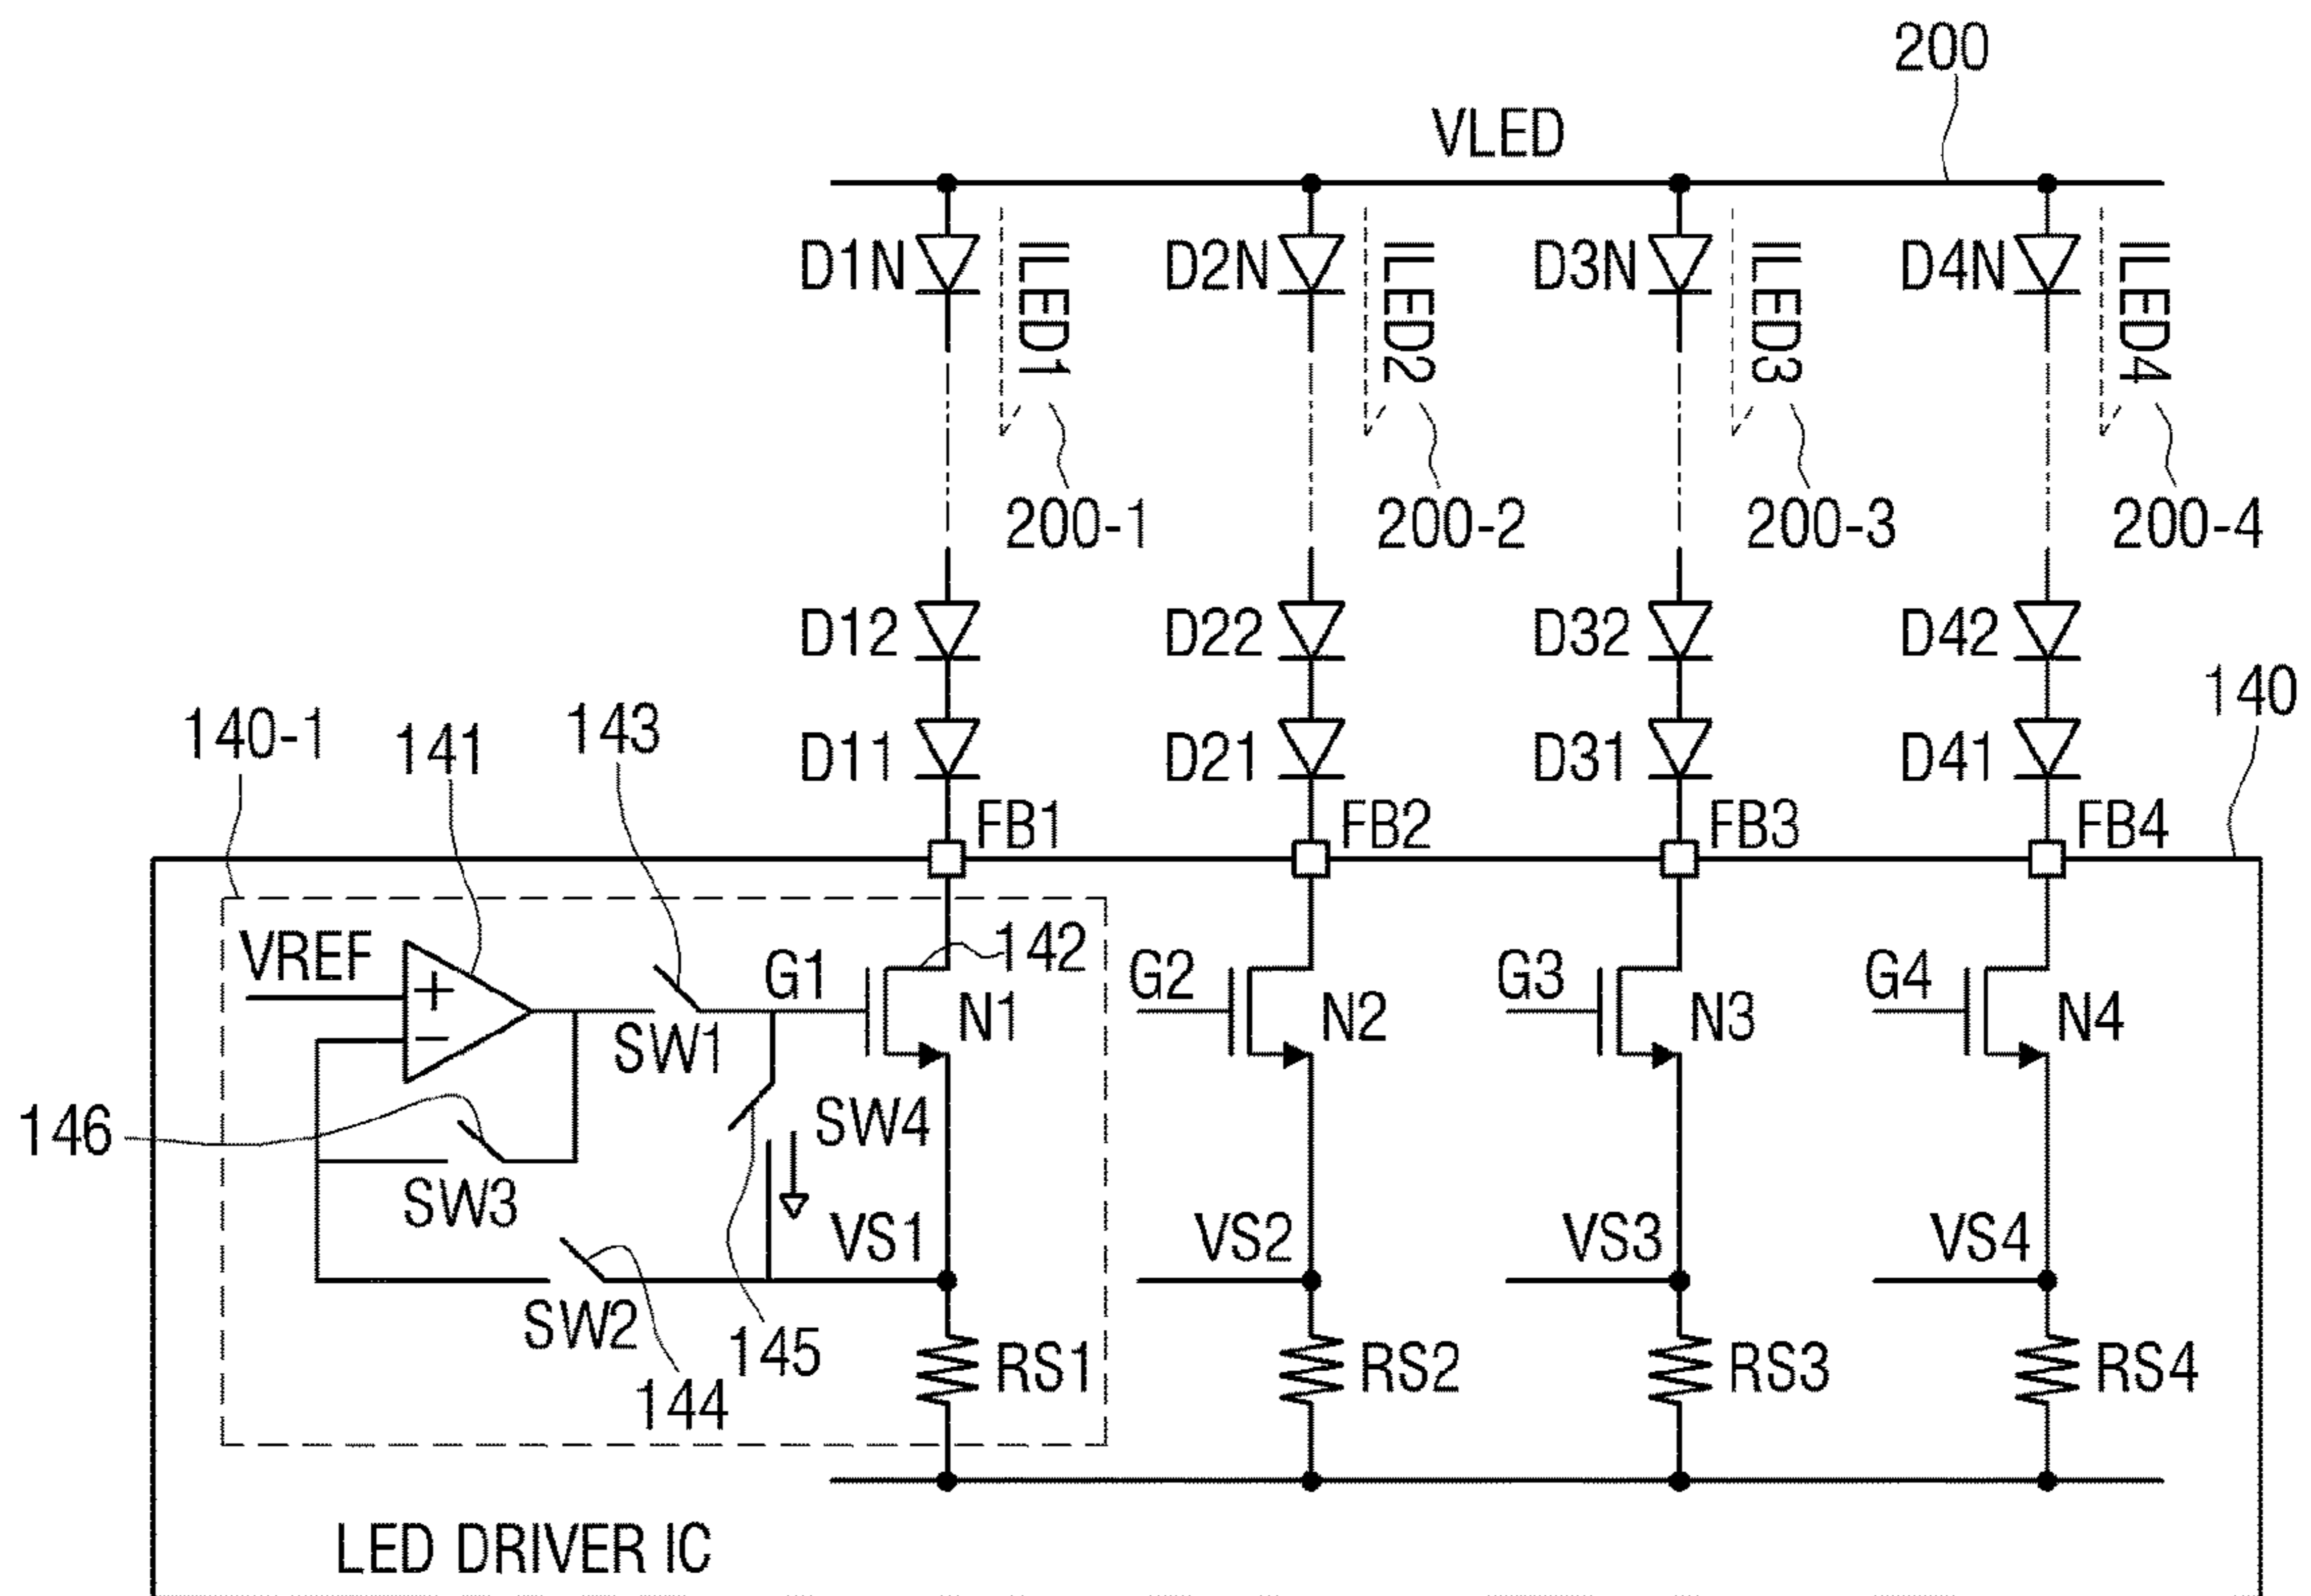 200
VLED
D1N
ILED1
D2N
ILED2
D3N
ILED3
D4N
ILED4
200-1
200-2
200-3
200-4
D12
D22
D32
D42
140-1
141
143
D11
D21
D31
D41
140
FB1
FB2
FB3
FB4
VREF
+
−
SW1
G1
142
N1
G2
N2
G3
N3
G4
N4
146
SW3
SW4
VS1
VS2
VS3
VS4
SW2
144
145
RS1
RS2
RS3
RS4
LED DRIVER IC